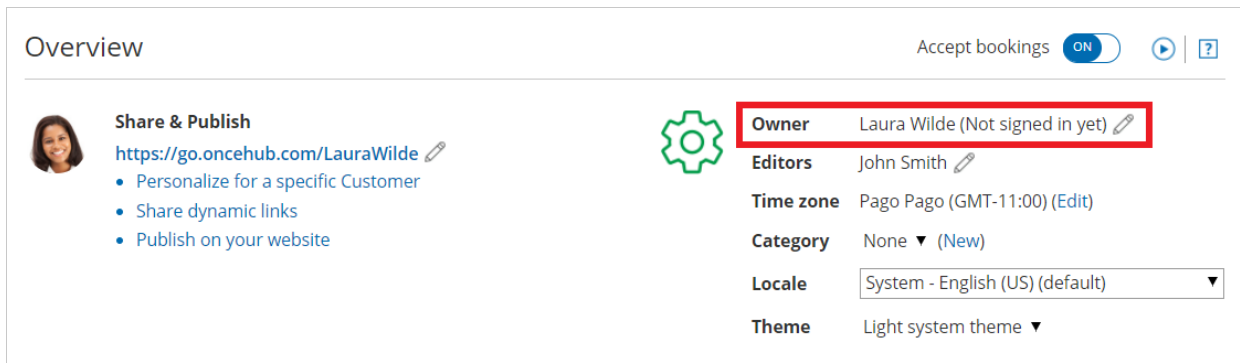 Overview
Accept bookings ON ?
Share & Publish
https://go.oncehub.com/LauraWilde
• Personalize for a specific Customer
• Share dynamic links
• Publish on your website
Owner Laura Wilde (Not signed in yet)
Editors John Smith
Time zone Pago Pago (GMT-11:00) (Edit)
Category None ▼ (New)
Locale System - English (US) (default) ▼
Theme Light system theme ▼